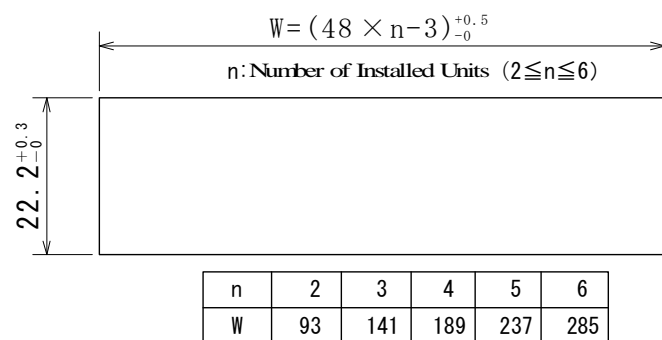 W=(48×n-3)+0.5 -0
n:Number of Installed Units (2≦n≦6)
22.2+0.3 -0
n 2 3 4 5 6
W 93 141 189 237 285